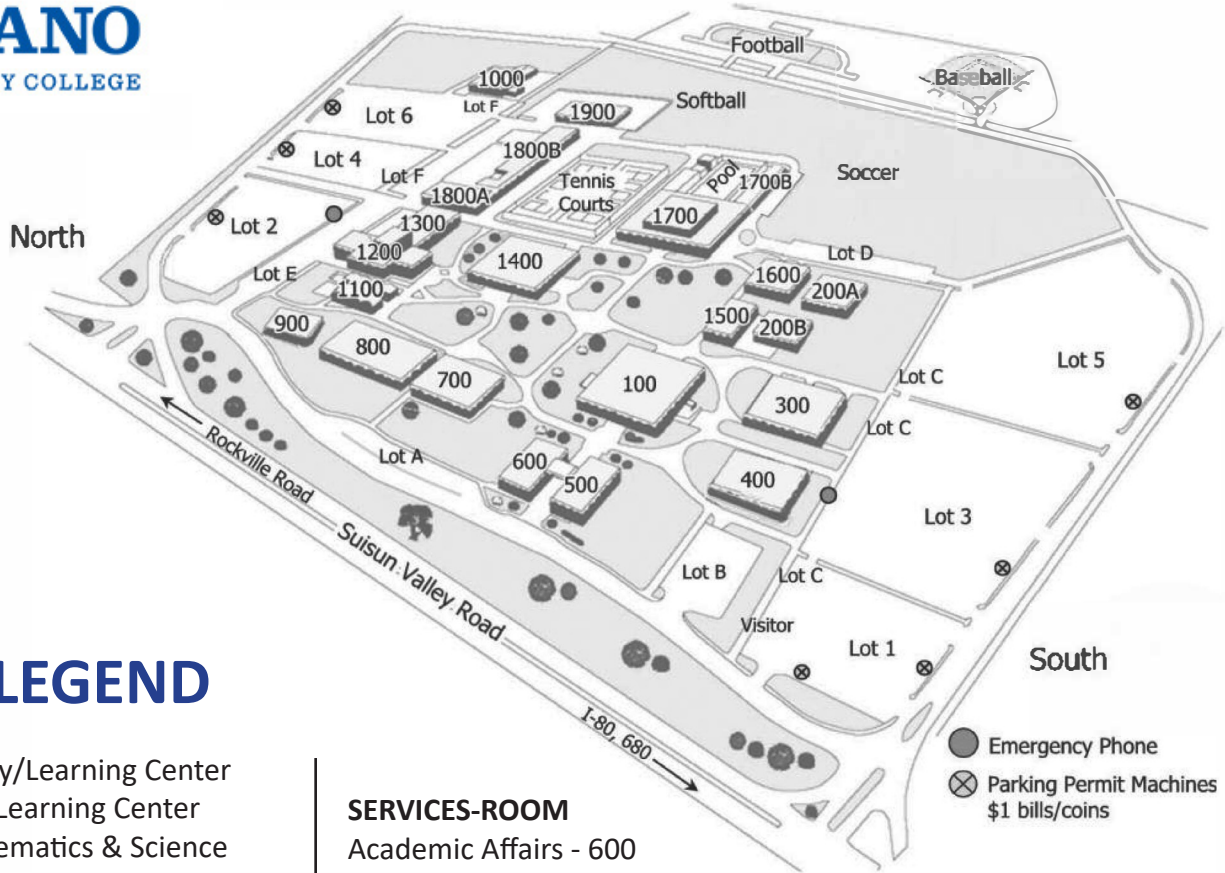 ANO
Y COLLEGE
Football
Baseball
1000
Lot F
Softball
Lot 6
1900
Lot 4
1800B
Lot F
Tennis
Courts
Pool
1700B
Soccer
1800A
1700
North
Lot 2
1300
1200
1400
Lot D
Lot E
1600
200A
1100
1500
200B
900
800
700
100
Lot C
Lot 5
300
Lot C
Rockville Road
Lot A
600
500
400
Lot 3
Suisun Valley Road
Lot B
Lot C
Visitor
Lot 1
South
I-80, 680
LEGEND
Emergency Phone
Parking Permit Machines
$1 bills/coins
y/Learning Center
Learning Center
ematics & Science
SERVICES-ROOM
Academic Affairs - 600